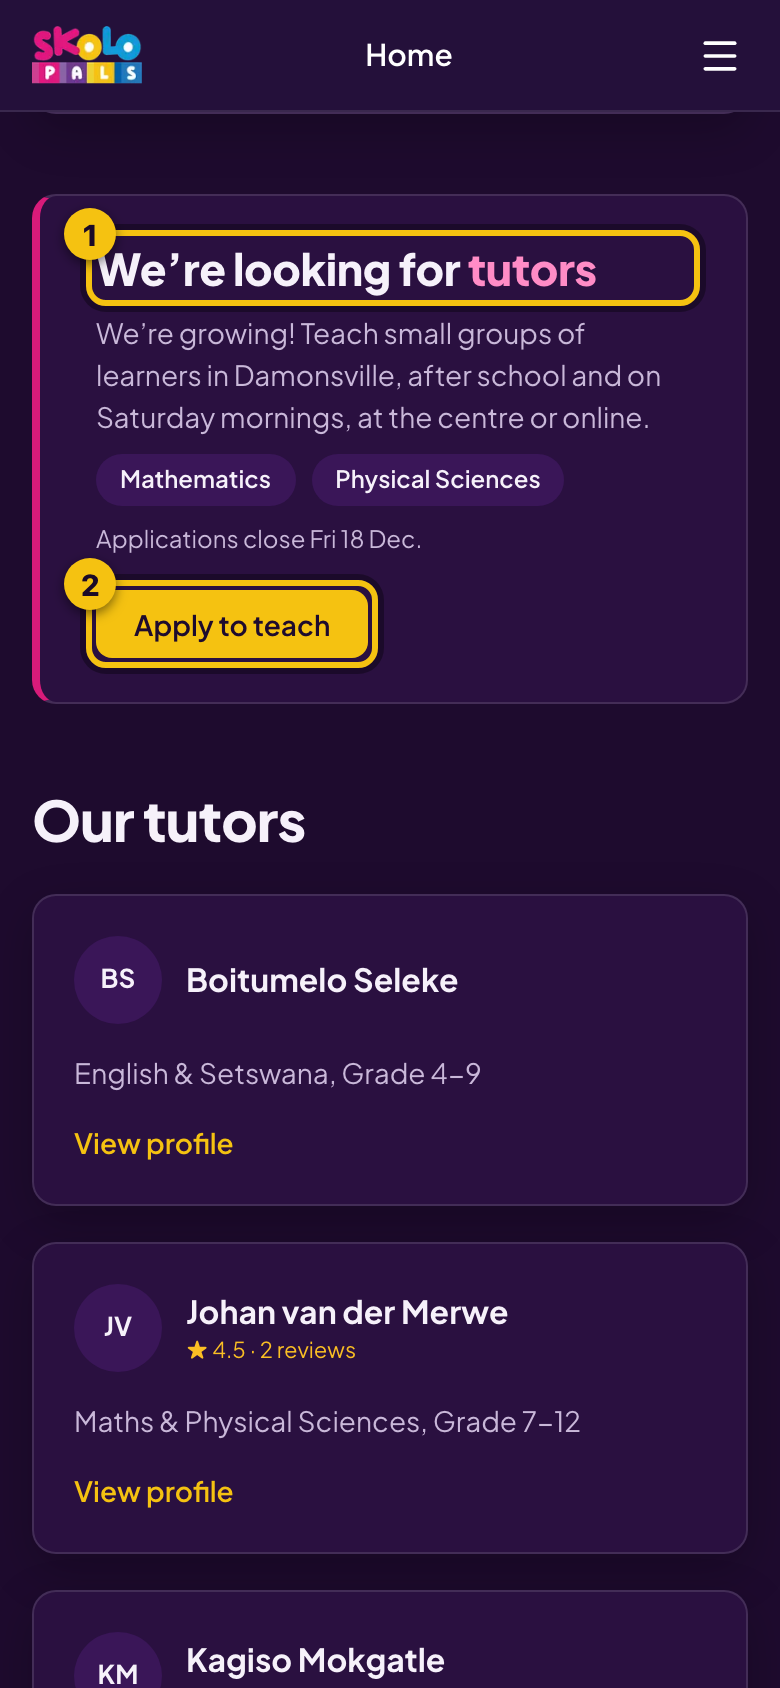 SKOLO
PALS
Home
1
We’re looking for tutors
We’re growing! Teach small groups of
learners in Damonsville, after school and on
Saturday mornings, at the centre or online.
Mathematics
Physical Sciences
Applications close Fri 18 Dec.
2
Apply to teach
Our tutors
BS
Boitumelo Seleke
English & Setswana, Grade 4–9
View profile
JV
Johan van der Merwe
★ 4.5 · 2 reviews
Maths & Physical Sciences, Grade 7–12
View profile
KM
Kagiso Mokgatle